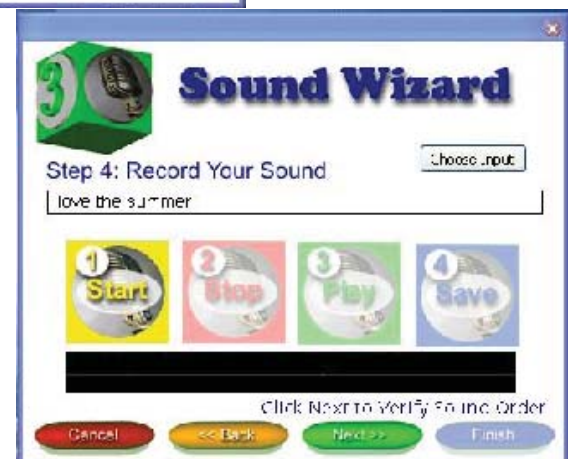 3
Sound Wizard
Choose Input
Step 4: Record Your Sound
love the summer
1 Start
2 Stop
3 Play
4 Save
Click Next to Verify Sound Order
Cancel
<< Back
Next >>
Finish